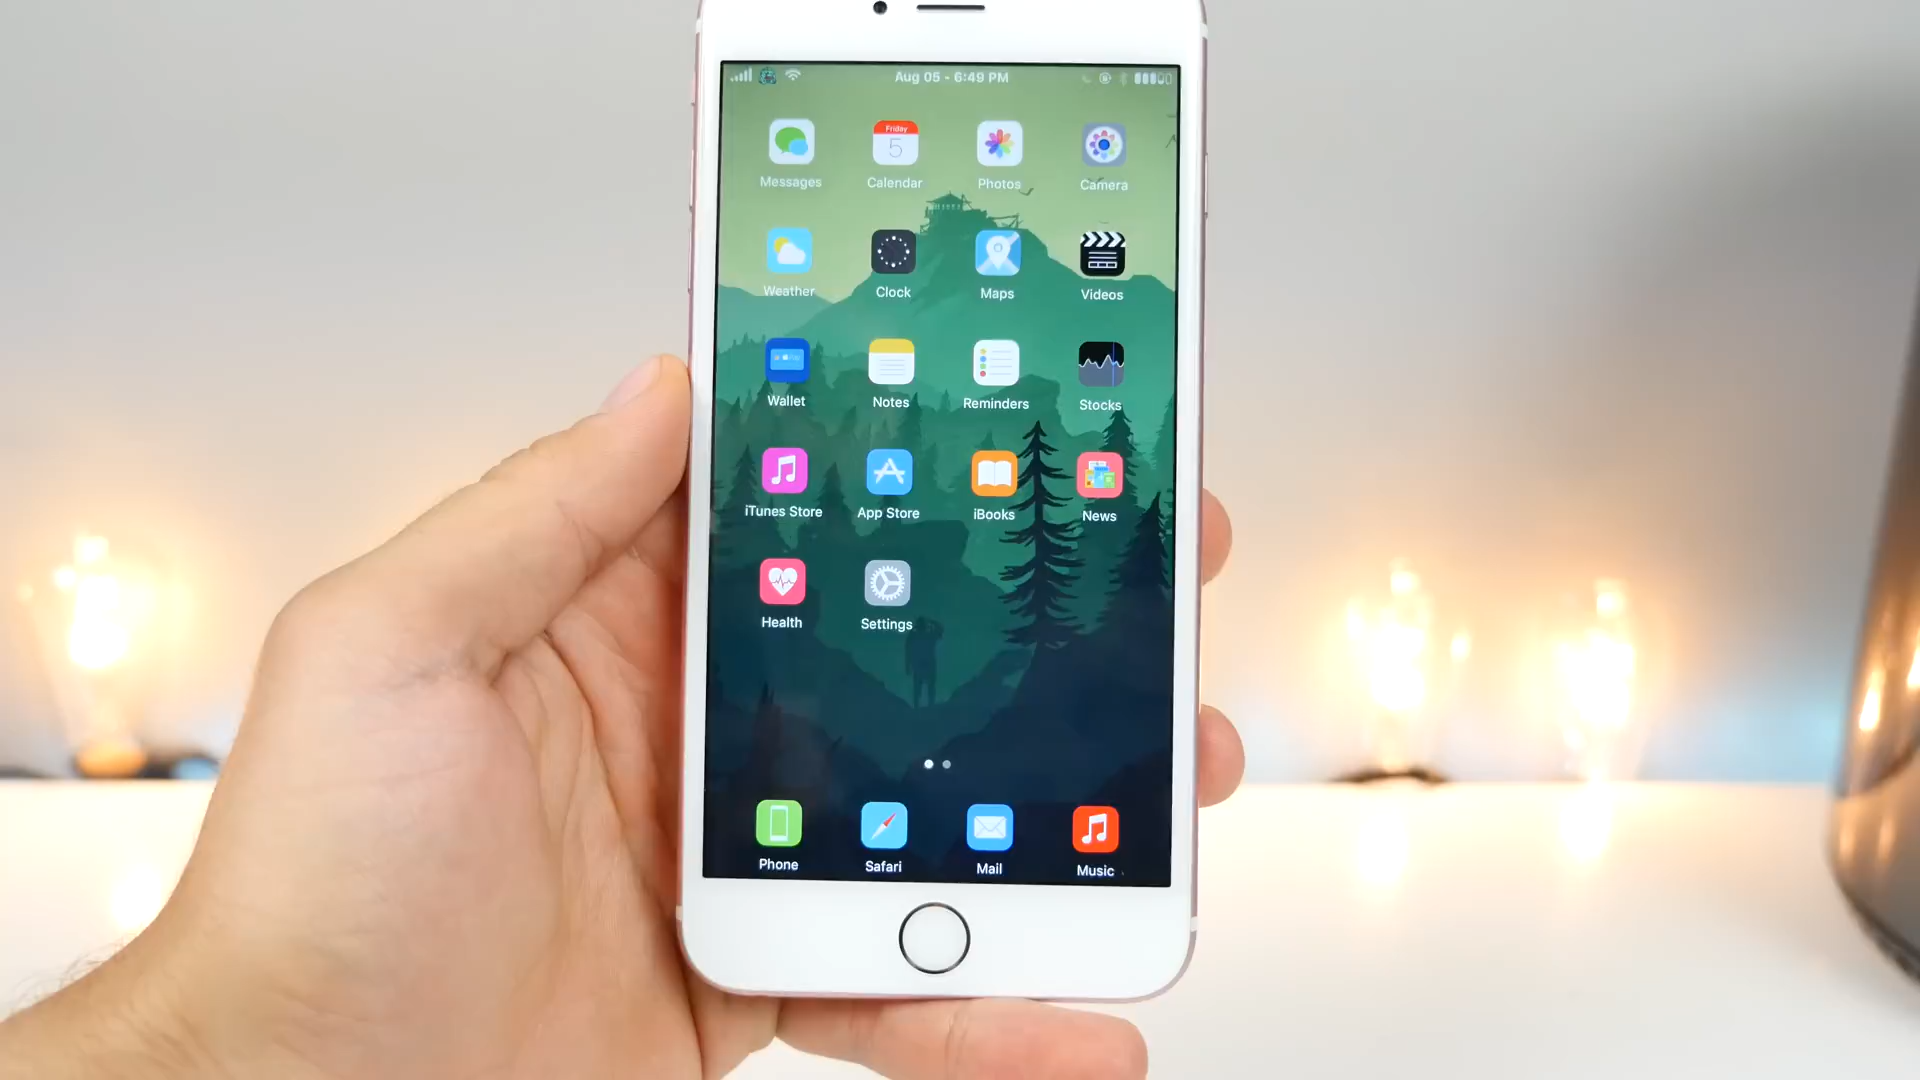 Aug 05 - 6:49 PM
Friday
5
Messages Calendar Photos Camera
Weather Clock Maps Videos
Wallet Notes Reminders Stocks
iTunes Store App Store iBooks News
Health Settings
Phone Safari Mail Music